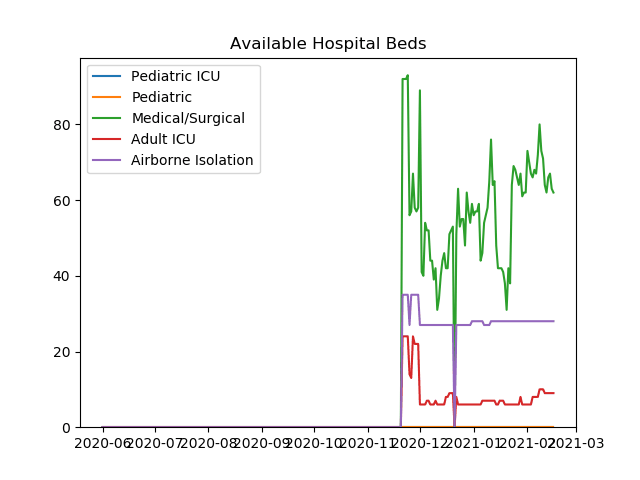 Available Hospital Beds
Pediatric ICU
Pediatric
Medical/Surgical
Adult ICU
Airborne Isolation
80
60
40
20
0
2020-06 2020-07 2020-08 2020-09 2020-10 2020-11 2020-12 2021-01 2021-02 2021-03